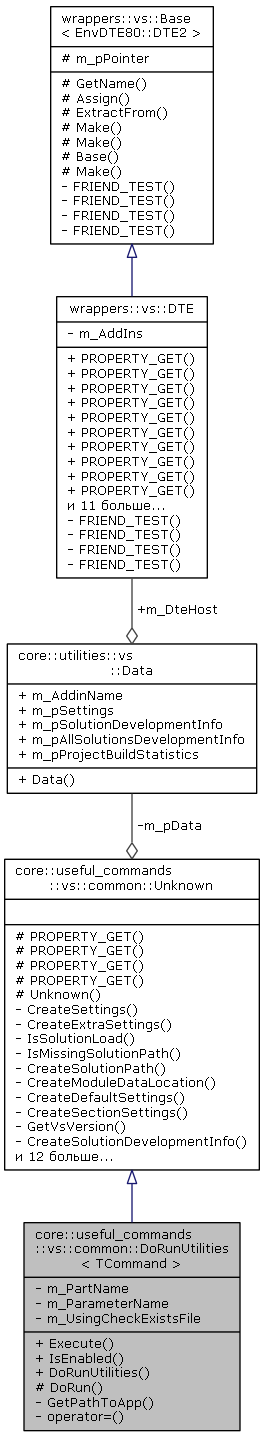 wrappers::vs::Base
< EnvDTE80::DTE2 >
# m_pPointer
# GetName()
# Assign()
# ExtractFrom()
# Make()
# Make()
# Base()
# Make()
- FRIEND_TEST()
- FRIEND_TEST()
- FRIEND_TEST()
- FRIEND_TEST()
wrappers::vs::DTE
- m_AddIns
+ PROPERTY_GET()
+ PROPERTY_GET()
+ PROPERTY_GET()
+ PROPERTY_GET()
+ PROPERTY_GET()
+ PROPERTY_GET()
+ PROPERTY_GET()
+ PROPERTY_GET()
+ PROPERTY_GET()
+ PROPERTY_GET()
и 11 больше...
- FRIEND_TEST()
- FRIEND_TEST()
- FRIEND_TEST()
- FRIEND_TEST()
+m_DteHost
core::utilities::vs
::Data
+ m_AddinName
+ m_pSettings
+ m_pSolutionDevelopmentInfo
+ m_pAllSolutionsDevelopmentInfo
+ m_pProjectBuildStatistics
+ Data()
-m_pData
core::useful_commands
::vs::common::Unknown
# PROPERTY_GET()
# PROPERTY_GET()
# PROPERTY_GET()
# PROPERTY_GET()
# Unknown()
- CreateSettings()
- CreateExtraSettings()
- IsSolutionLoad()
- IsMissingSolutionPath()
- CreateSolutionPath()
- CreateModuleDataLocation()
- CreateDefaultSettings()
- CreateSectionSettings()
- GetVsVersion()
- CreateSolutionDevelopmentInfo()
и 12 больше...
core::useful_commands
::vs::common::DoRunUtilities
< TCommand >
- m_PartName
- m_ParameterName
- m_UsingCheckExistsFile
+ Execute()
+ IsEnabled()
+ DoRunUtilities()
# DoRun()
- GetPathToApp()
- operator=()